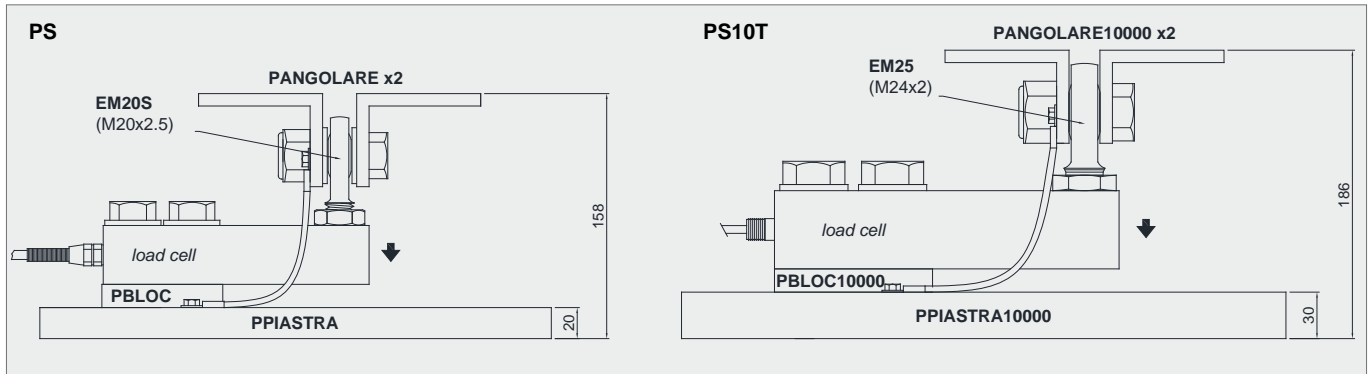 PS
PANGOLARE x2
EM20S
(M20x2.5)
load cell
PBLOC
PPIASTRA
20
158
PS10T
PANGOLARE10000 x2
EM25
(M24x2)
load cell
PBLOC10000
PPIASTRA10000
30
186